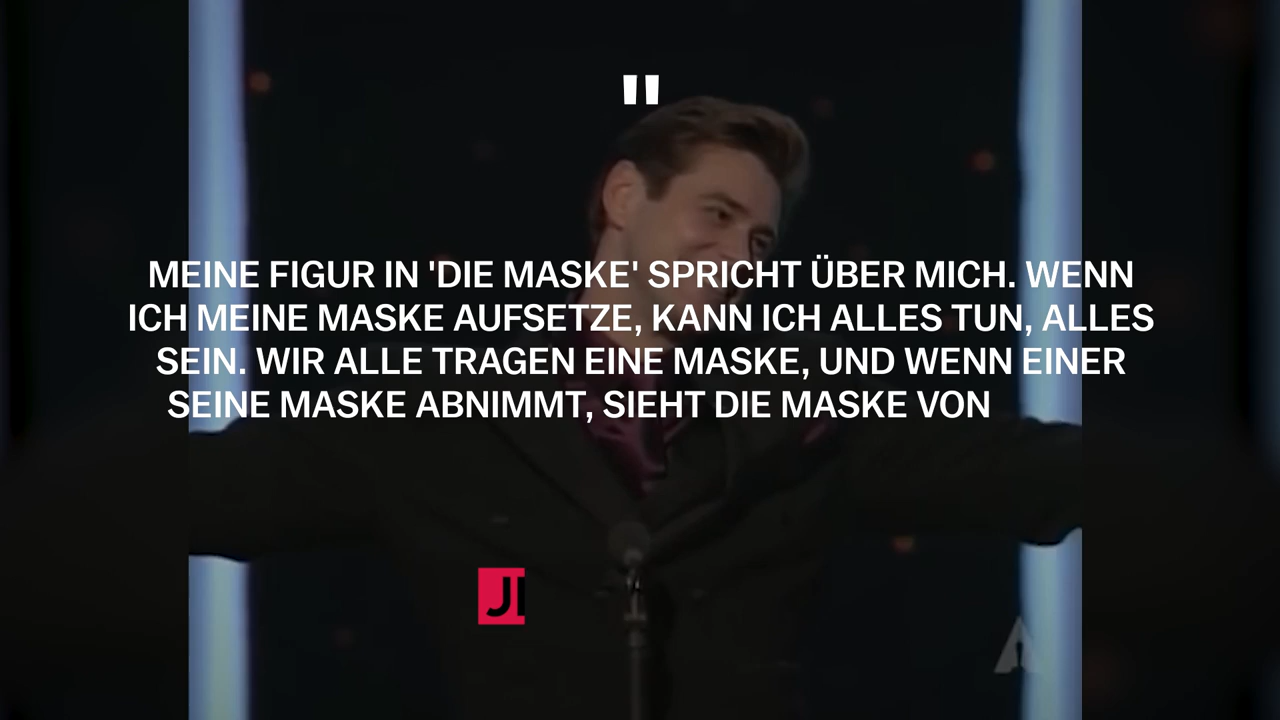 "
MEINE FIGUR IN 'DIE MASKE' SPRICHT ÜBER MICH. WENN
ICH MEINE MASKE AUFSETZE, KANN ICH ALLES TUN, ALLES
SEIN. WIR ALLE TRAGEN EINE MASKE, UND WENN EINER
SEINE MASKE ABNIMMT, SIEHT DIE MASKE VON
JI